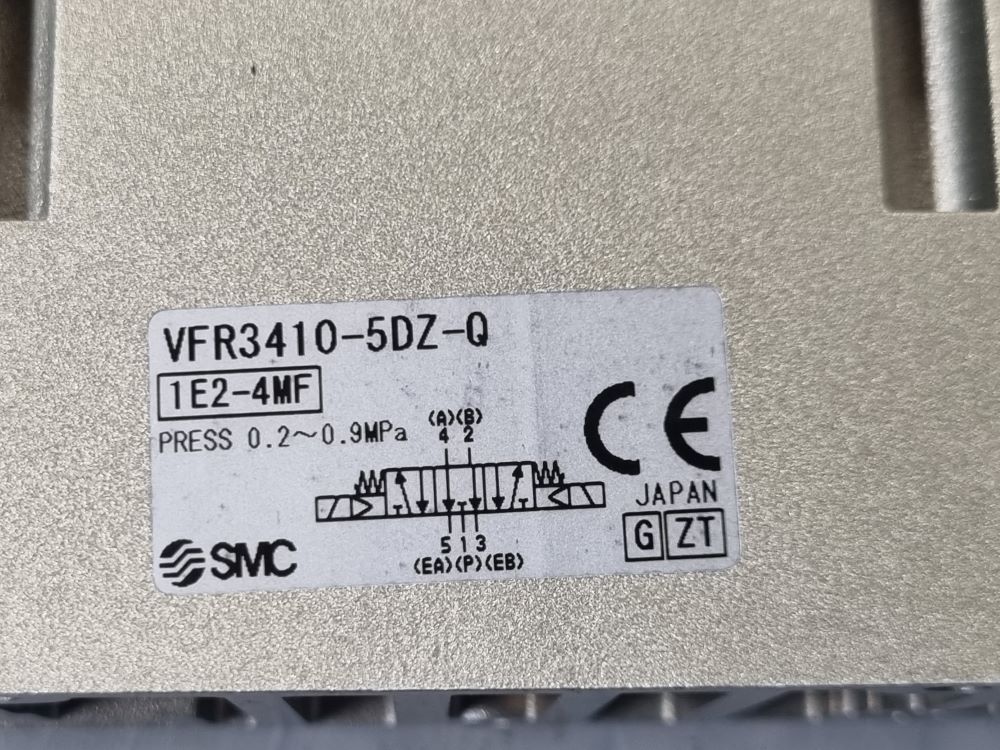 VFR3410-5DZ-Q
1E2-4MF
PRESS 0.2~0.9MPa
(A)(B)
4 2
CE
JAPAN
G ZT
5 1 3
(EA)(P)(EB)
SMC